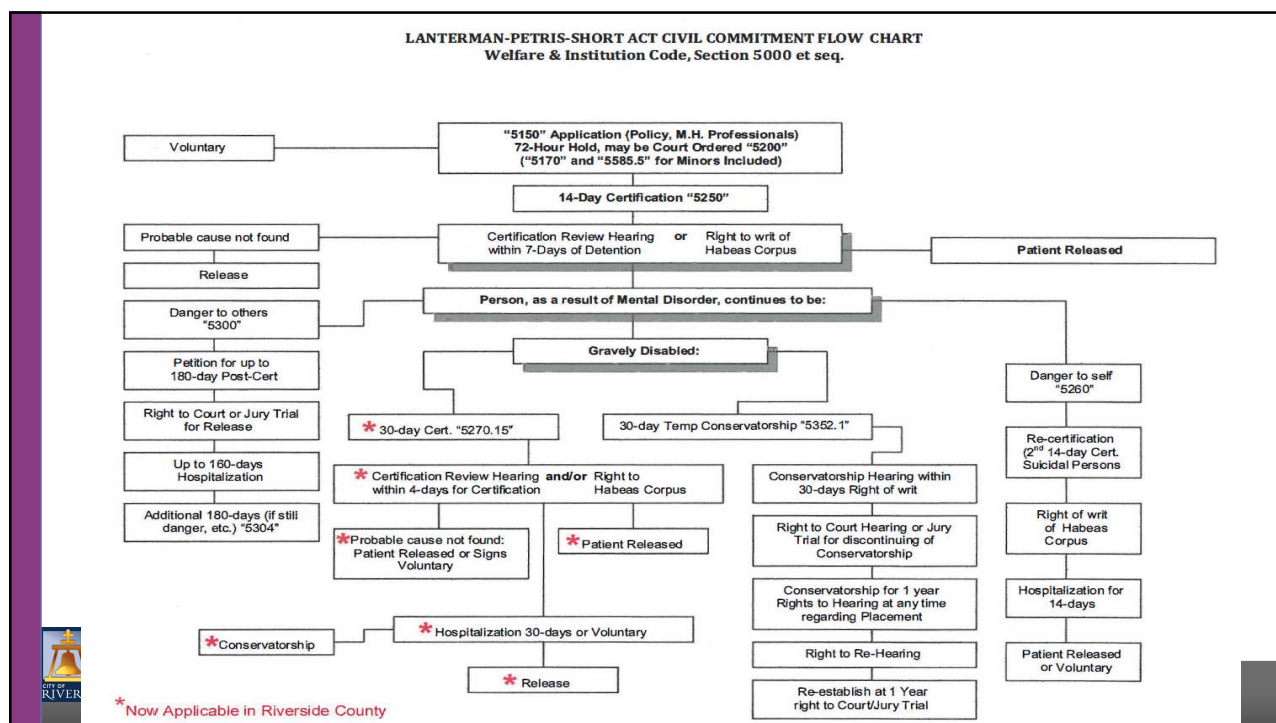 LANTERMAN-PETRIS-SHORT ACT CIVIL COMMITMENT FLOW CHART
Welfare & Institution Code, Section 5000 et seq.
Voluntary
“5150” Application (Policy, M.H. Professionals)
72-Hour Hold, may be Court Ordered “5200”
(“5170” and “5585.5” for Minors Included)
14-Day Certification “5250”
Probable cause not found
Certification Review Hearing or Right to writ of
within 7-Days of Detention Habeas Corpus
Patient Released
Release
Person, as a result of Mental Disorder, continues to be:
Danger to others
“5300”
Petition for up to
180-day Post-Cert
Right to Court or Jury Trial
for Release
Up to 160-days
Hospitalization
Additional 180-days (if still
danger, etc.) “5304”
Gravely Disabled:
* 30-day Cert. “5270.15”
* Certification Review Hearing and/or Right to
within 4-days for Certification Habeas Corpus
*Probable cause not found:
Patient Released or Signs
Voluntary
*Patient Released
*Hospitalization 30-days or Voluntary
*Conservatorship
* Release
30-day Temp Conservatorship “5352.1”
Conservatorship Hearing within
30-days Right of writ
Right to Court Hearing or Jury
Trial for discontinuing of
Conservatorship
Conservatorship for 1 year
Rights to Hearing at any time
regarding Placement
Right to Re-Hearing
Re-establish at 1 Year
right to Court/Jury Trial
Danger to self
“5260”
Re-certification
(2nd 14-day Cert.
Suicidal Persons
Right of writ
of Habeas
Corpus
Hospitalization for
14-days
Patient Released
or Voluntary
CITY OF
RIVER
*Now Applicable in Riverside County